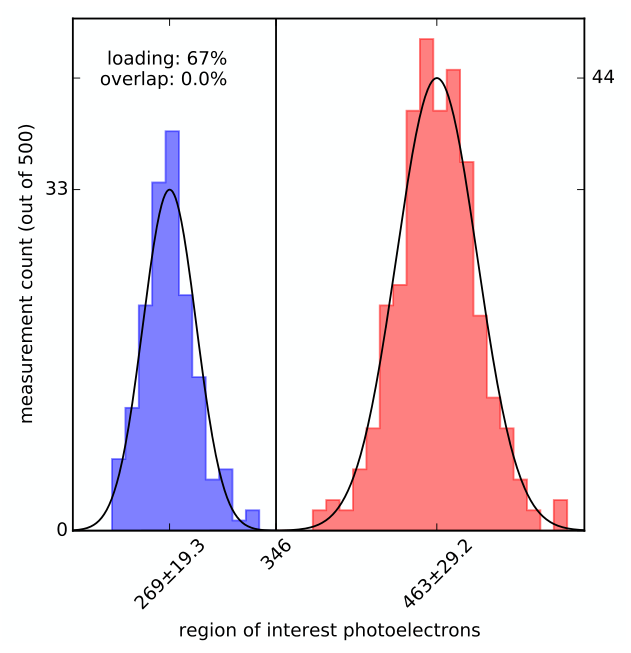 loading: 67%
overlap: 0.0%
44
33
0
measurement count (out of 500)
269±19.3
346
463±29.2
region of interest photoelectrons